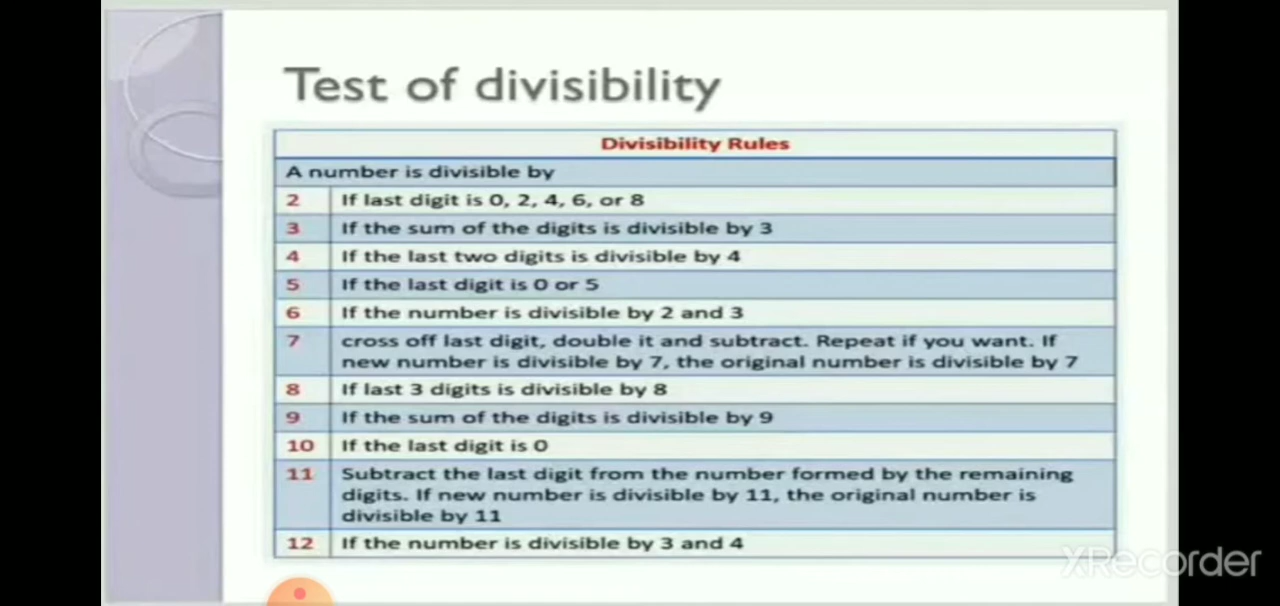 Test of divisibility
Divisibility Rules
A number is divisible by
2 If last digit is 0, 2, 4, 6, or 8
3 If the sum of the digits is divisible by 3
4 If the last two digits is divisible by 4
5 If the last digit is 0 or 5
6 If the number is divisible by 2 and 3
7 cross off last digit, double it and subtract. Repeat if you want. If
new number is divisible by 7, the original number is divisible by 7
8 If last 3 digits is divisible by 8
9 If the sum of the digits is divisible by 9
10 If the last digit is 0
11 Subtract the last digit from the number formed by the remaining
digits. If new number is divisible by 11, the original number is
divisible by 11
12 If the number is divisible by 3 and 4
XRecorder